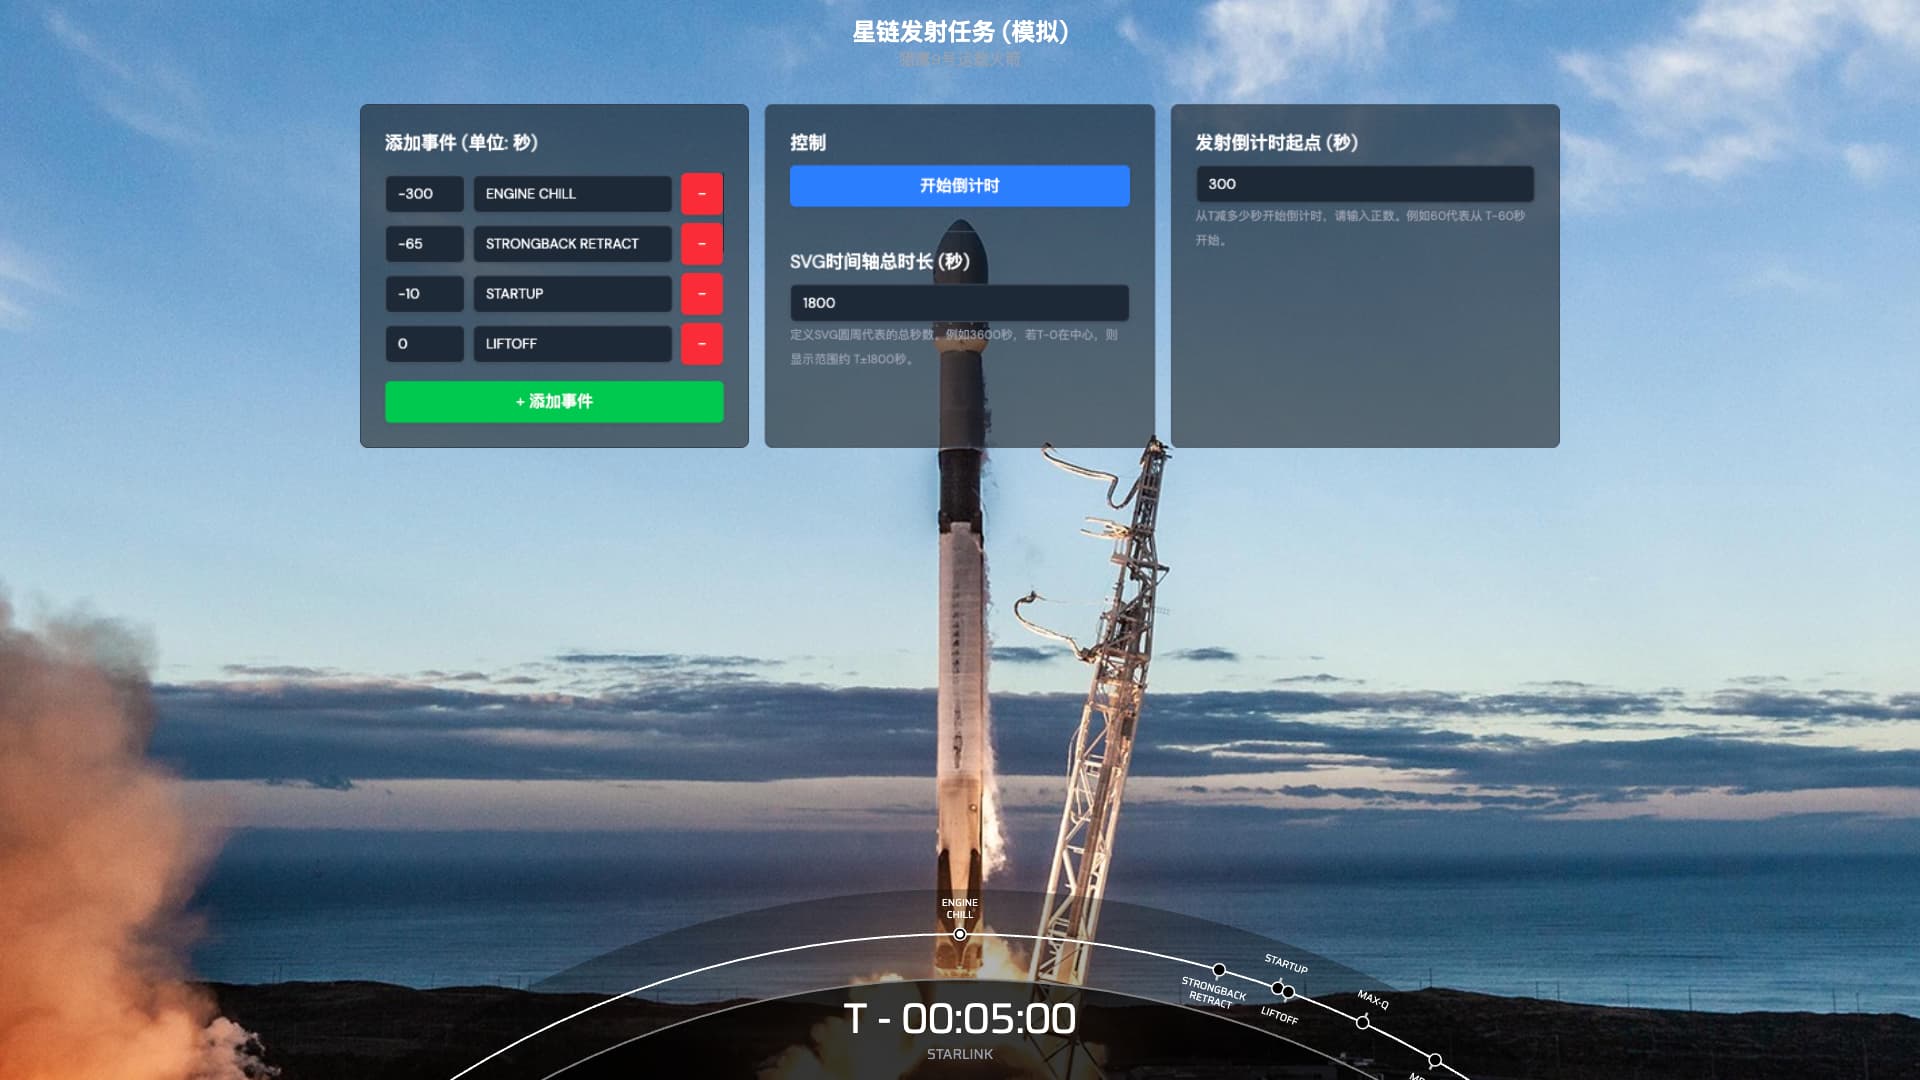 星链发射任务 (模拟)
猎鹰9号运载火箭
添加事件 (单位: 秒)
-300
ENGINE CHILL
-
-65
STRONGBACK RETRACT
-
-10
STARTUP
-
0
LIFTOFF
-
+ 添加事件
控制
开始倒计时
SVG时间轴总时长 (秒)
1800
定义SVG圆周代表的总秒数。例如3600秒，若T-0在中心，则
显示范围约 T±1800秒。
发射倒计时起点 (秒)
300
从T减多少秒开始倒计时，请输入正数。例如60代表从 T-60秒
开始。
ENGINE
CHILL
STRONGBACK
RETRACT
STARTUP
LIFTOFF
MAX-Q
T - 00:05:00
STARLINK